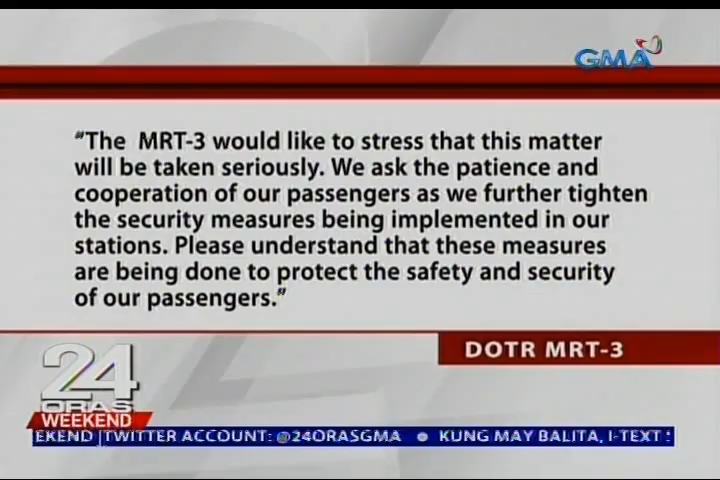 GMA
"The MRT-3 would like to stress that this matter
will be taken seriously. We ask the patience and
cooperation of our passengers as we further tighten
the security measures being implemented in our
stations. Please understand that these measures
are being done to protect the safety and security
of our passengers."
DOTR MRT-3
24
ORAS
WEEKEND
EKEND | TWITTER ACCOUNT: @24ORASGMA • KUNG MAY BALITA, I-TEXT